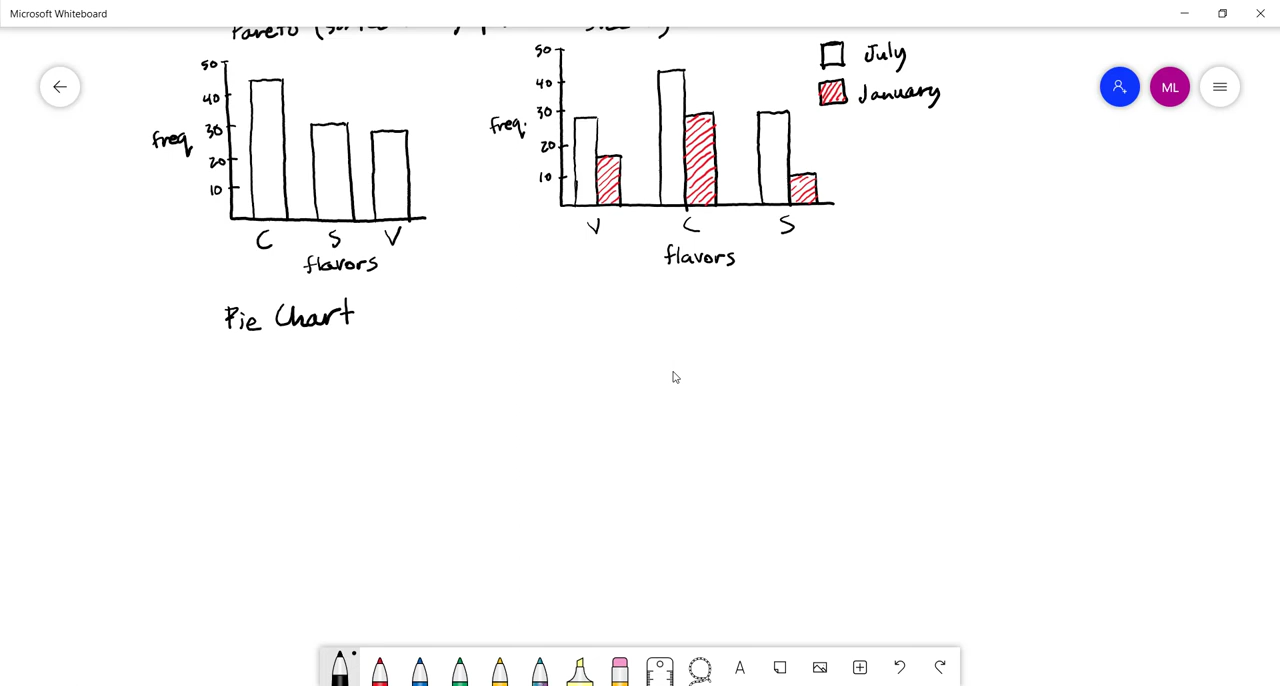 Microsoft Whiteboard
Pareto
50
40
30
20
10
freq
C S V
flavors
50
40
30
20
10
freq.
V C S
flavors
July
January
ML
Pie Chart
A